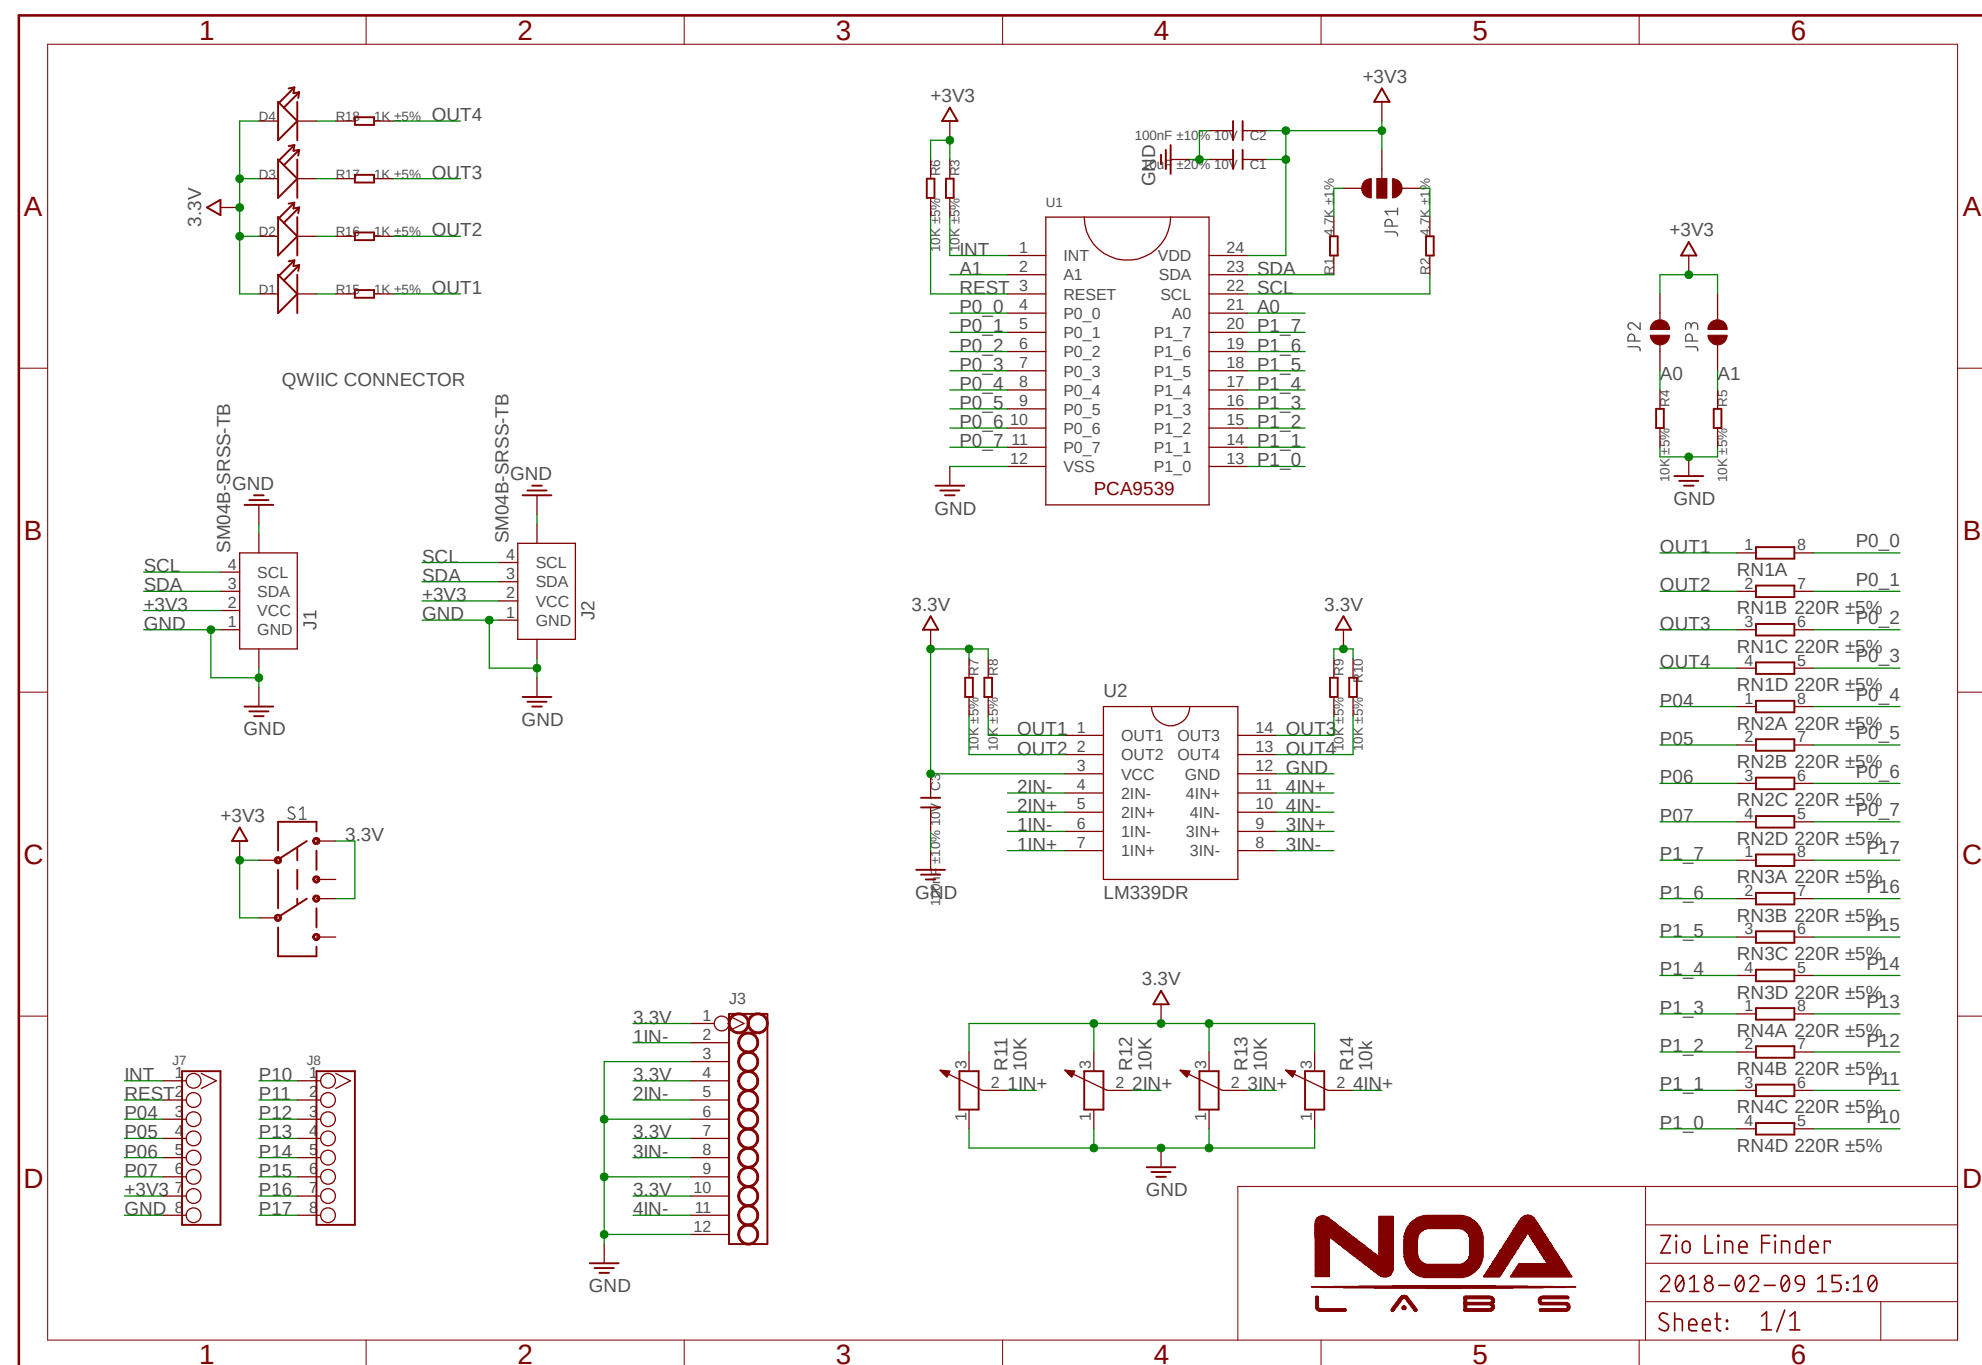 1 2 3 4 5 6
A A
B B
C C
D D
1 2 3 4 5 6
D4 R18 1K ±5% OUT4
D3 R17 1K ±5% OUT3
3.3V
D2 R16 1K ±5% OUT2
D1 R15 1K ±5% OUT1
QWIIC CONNECTOR
SM04B-SRSS-TB
GND
SCL 4 SCL
SDA 3 SDA
+3V3 2 VCC
GND 1 GND
J1
GND
SM04B-SRSS-TB
GND
SCL 4 SCL
SDA 3 SDA
+3V3 2 VCC
GND 1 GND
J2
GND
+3V3 S1
3.3V
J7
INT 1
REST 2
P04 3
P05 4
P06 5
P07 6
+3V3 7
GND 8
J8
P10 1
P11 2
P12 3
P13 4
P14 5
P15 6
P16 7
P17 8
J3
3.3V 1
1IN- 2
3
3.3V 4
2IN- 5
6
3.3V 7
3IN- 8
9
3.3V 10
4IN- 11
12
GND
+3V3
R6 10K ±5%
R3 10K ±5%
+3V3
100nF ±10% 10V C2
±20% 10V C1
GND
R1 4.7K ±1%
JP1
R2 4.7K ±1%
U1
INT 1 INT VDD 24
A1 2 A1 SDA 23 SDA
REST 3 RESET SCL 22 SCL
P0_0 4 P0_0 A0 21 A0
P0_1 5 P0_1 P1_7 20 P1_7
P0_2 6 P0_2 P1_6 19 P1_6
P0_3 7 P0_3 P1_5 18 P1_5
P0_4 8 P0_4 P1_4 17 P1_4
P0_5 9 P0_5 P1_3 16 P1_3
P0_6 10 P0_6 P1_2 15 P1_2
P0_7 11 P0_7 P1_1 14 P1_1
12 VSS P1_0 13 P1_0
PCA9539
GND
+3V3
JP2 JP3
A0 A1
R4 10K ±5%
R5 10K ±5%
GND
3.3V
R7 10K ±5%
R8 10K ±5%
3.3V
R9 10K ±5%
R10 10K ±5%
U2
OUT1 1 OUT1 OUT3 14 OUT3
OUT2 2 OUT2 OUT4 13 OUT4
3 VCC GND 12 GND
2IN- 4 2IN- 4IN+ 11 4IN+
2IN+ 5 2IN+ 4IN- 10 4IN-
1IN- 6 1IN- 3IN+ 9 3IN+
1IN+ 7 1IN+ 3IN- 8 3IN-
LM339DR
C3 ±10% 10V
GND
3.3V
R11 10K 3 2 1 1IN+
R12 10K 3 2 1 2IN+
R13 10K 3 2 1 3IN+
R14 10k 3 2 1 4IN+
GND
OUT1 1 8 P0_0
RN1A
OUT2 2 7 P0_1
RN1B 220R ±5%
OUT3 3 6 P0_2
RN1C 220R ±5%
OUT4 4 5 P0_3
RN1D 220R ±5%
P04 1 8 P0_4
RN2A 220R ±5%
P05 2 7 P0_5
RN2B 220R ±5%
P06 3 6 P0_6
RN2C 220R ±5%
P07 4 5 P0_7
RN2D 220R ±5%
P1_7 1 8 P17
RN3A 220R ±5%
P1_6 2 7 P16
RN3B 220R ±5%
P1_5 3 6 P15
RN3C 220R ±5%
P1_4 4 5 P14
RN3D 220R ±5%
P1_3 1 8 P13
RN4A 220R ±5%
P1_2 2 7 P12
RN4B 220R ±5%
P1_1 3 6 P11
RN4C 220R ±5%
P1_0 4 5 P10
RN4D 220R ±5%
NOA
LABS
Zio Line Finder
2018-02-09 15:10
Sheet: 1/1